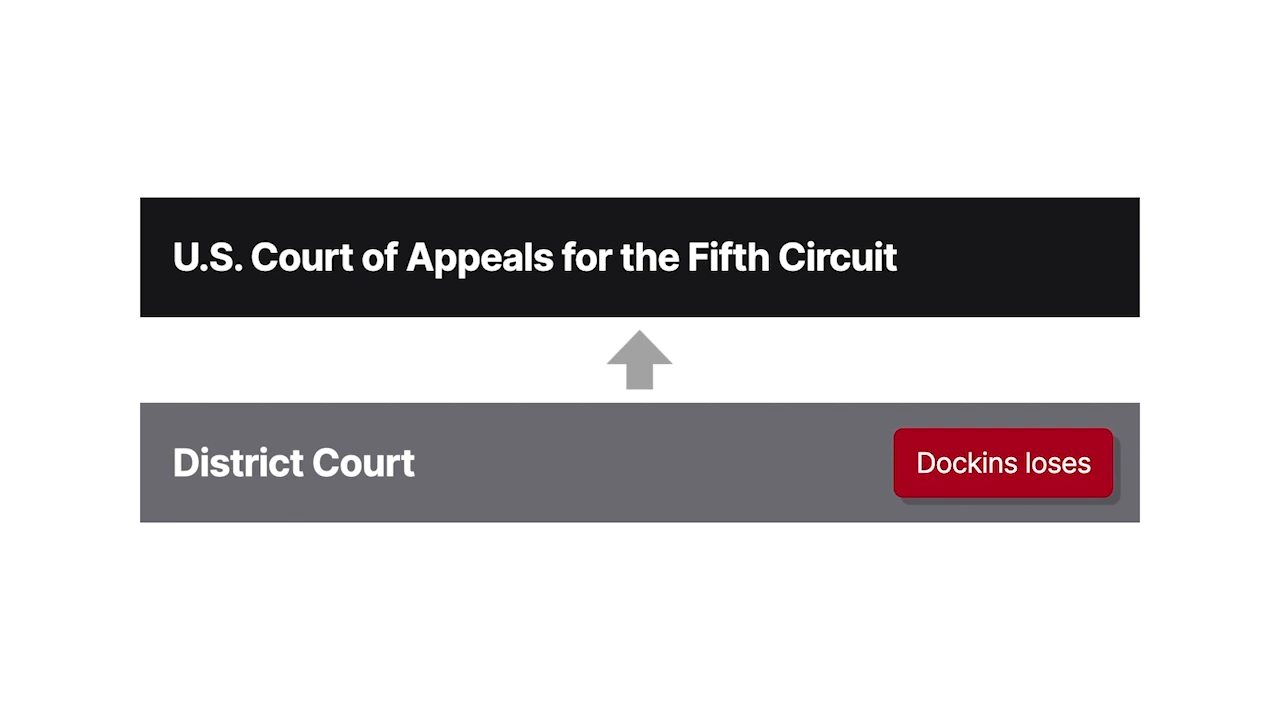 U.S. Court of Appeals for the Fifth Circuit
District Court
Dockins loses